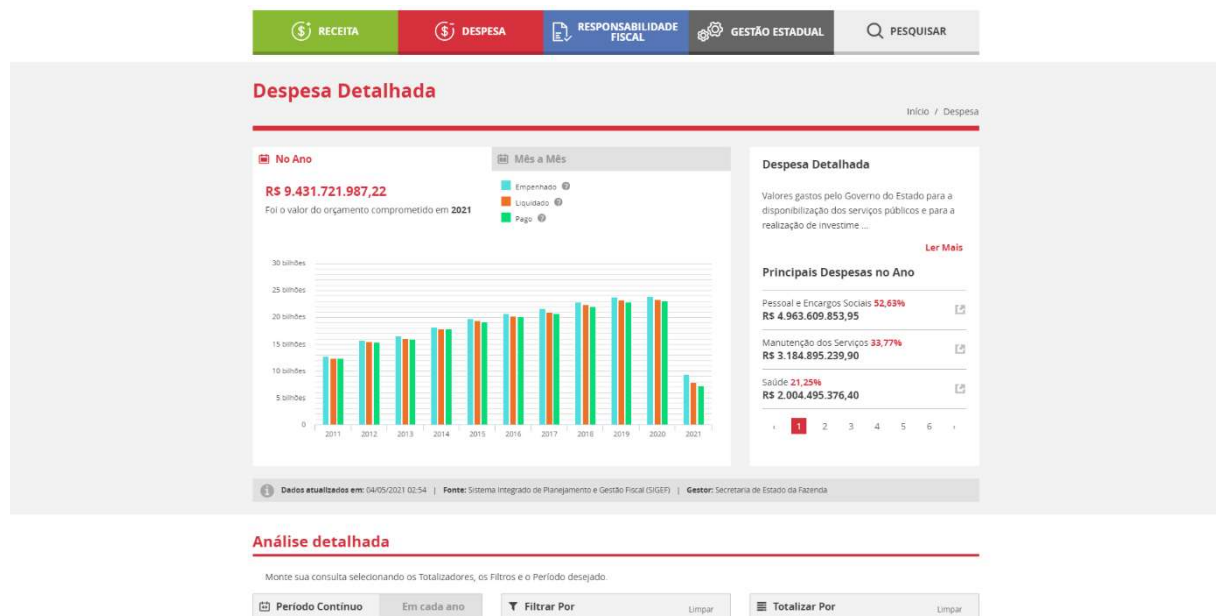 RECEITA
DESPESA
RESPONSABILIDADE
FISCAL
GESTÃO ESTADUAL
PESQUISAR
Despesa Detalhada
Início / Despesa
No Ano
Mês a Mês
R$ 9.431.721.987,22
Foi o valor do orçamento comprometido em 2021
Empenhado
Liquidado
Pago
30 bilhões
25 bilhões
20 bilhões
15 bilhões
10 bilhões
5 bilhões
0
2011 2012 2013 2014 2015 2016 2017 2018 2019 2020 2021
Despesa Detalhada
Valores gastos pelo Governo do Estado para a
disponibilização dos serviços públicos e para a
realização de investime ...
Ler Mais
Principais Despesas no Ano
Pessoal e Encargos Sociais 52,63%
R$ 4.963.609.853,95
Manutenção dos Serviços 33,77%
R$ 3.184.895.239,90
Saúde 21,25%
R$ 2.004.495.376,40
‹ 1 2 3 4 5 6 ›
Dados atualizados em: 04/05/2021 02:54 | Fonte: Sistema Integrado de Planejamento e Gestão Fiscal (SIGEF) | Gestor: Secretaria de Estado da Fazenda
Análise detalhada
Monte sua consulta selecionando os Totalizadores, os Filtros e o Período desejado.
Período Contínuo
Em cada ano
Filtrar Por
Limpar
Totalizar Por
Limpar